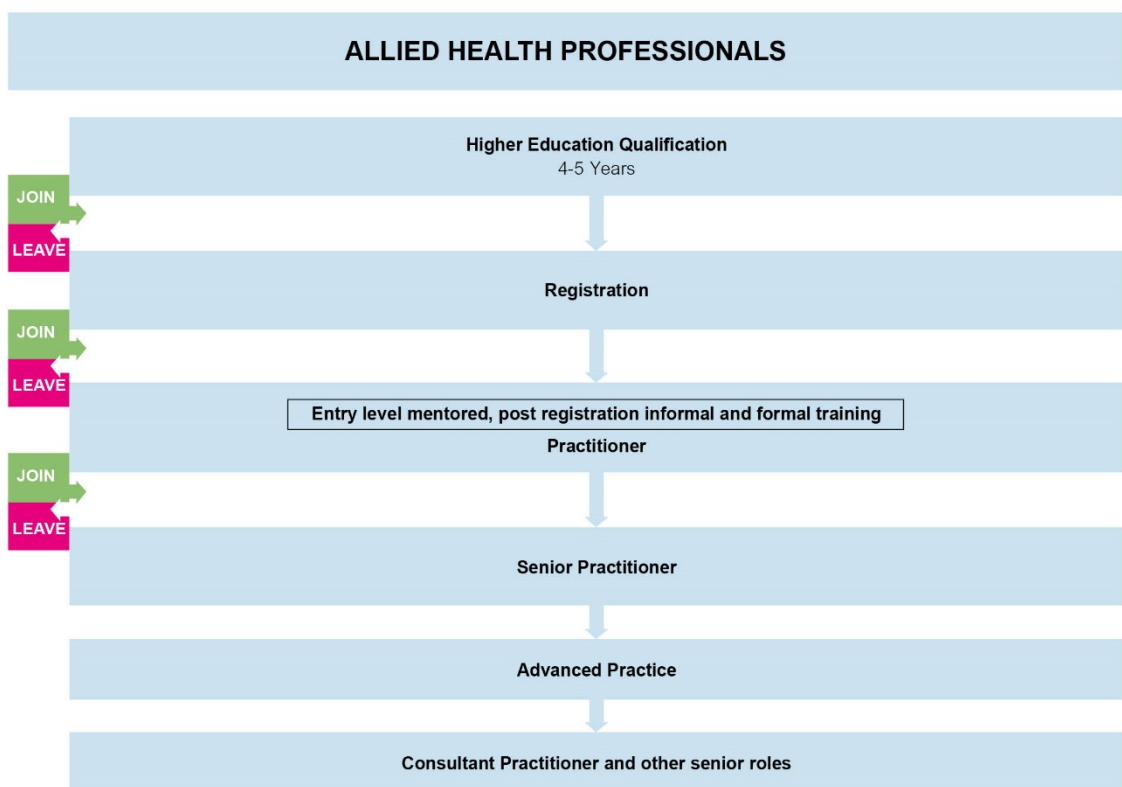 ALLIED HEALTH PROFESSIONALS
Higher Education Qualification
4-5 Years
JOIN
LEAVE
Registration
JOIN
LEAVE
Entry level mentored, post registration informal and formal training
Practitioner
JOIN
LEAVE
Senior Practitioner
Advanced Practice
Consultant Practitioner and other senior roles